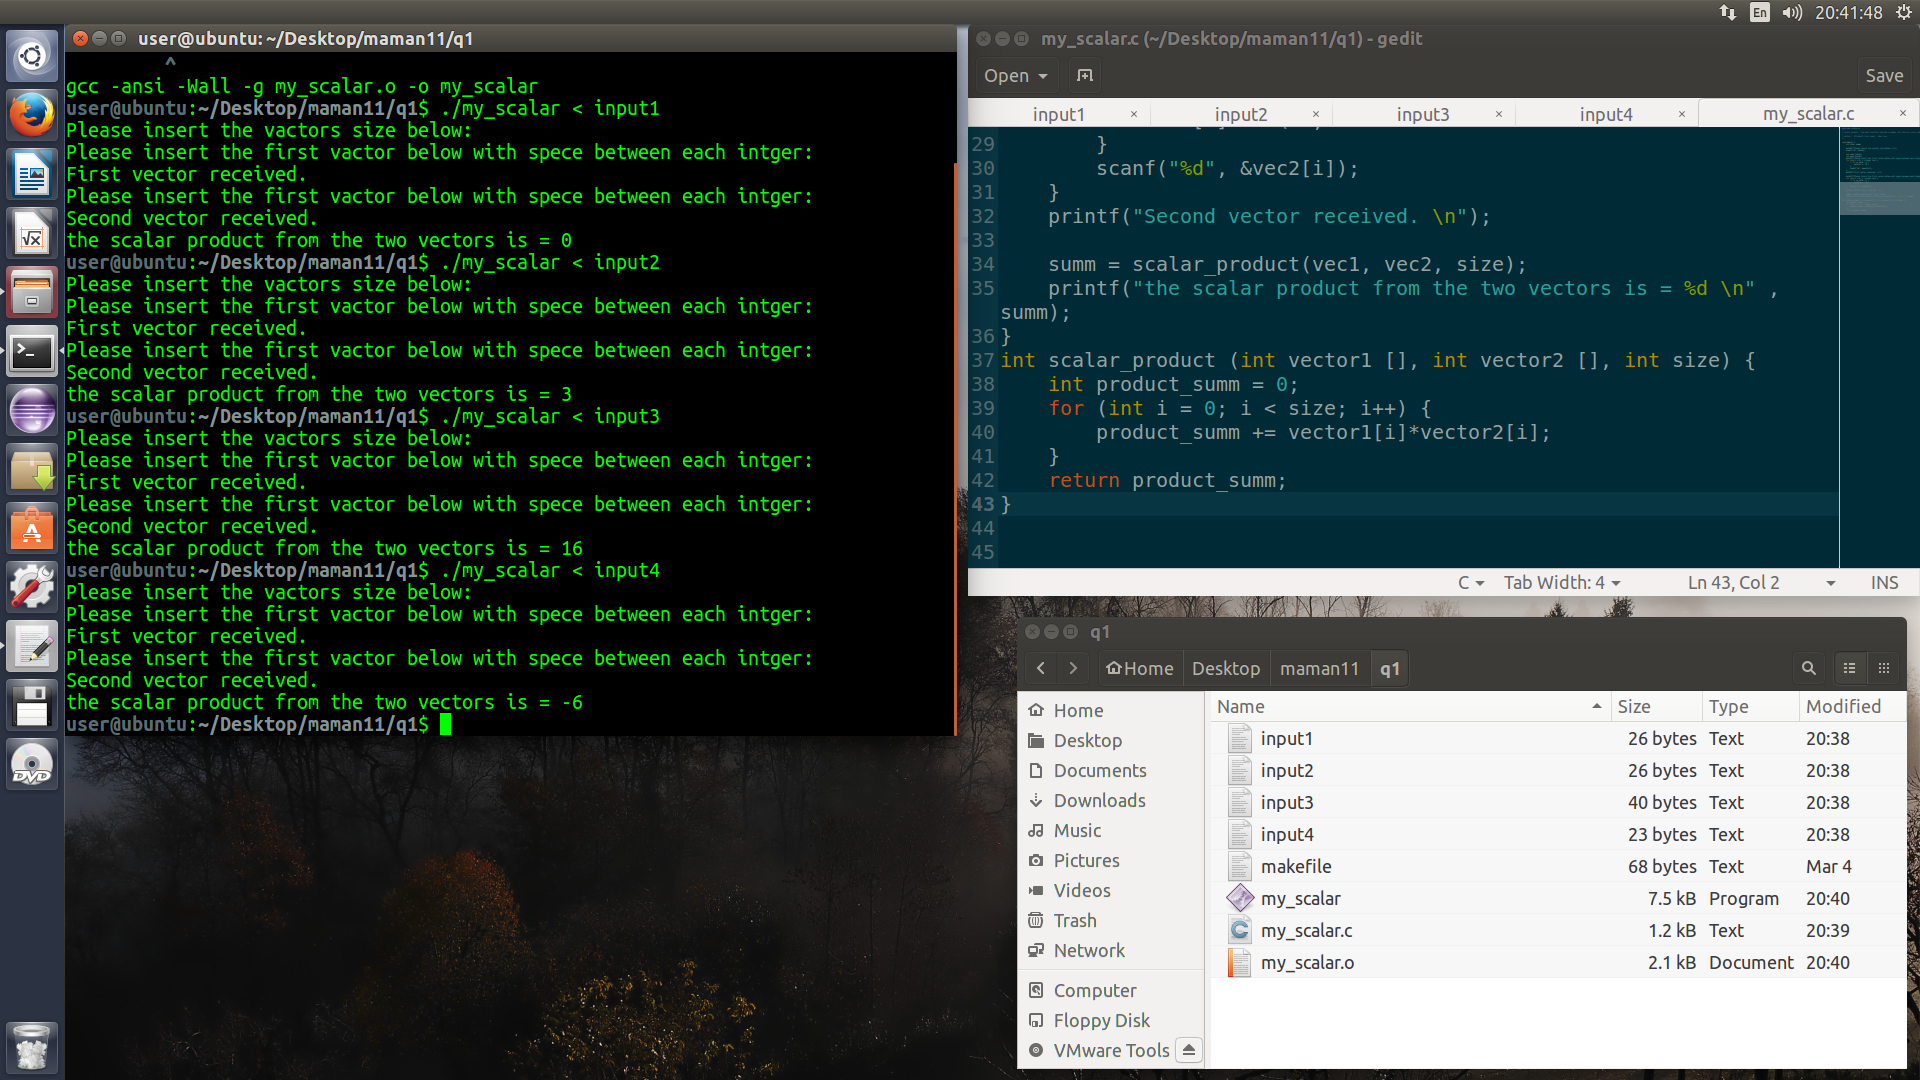 En 20:41:48
user@ubuntu: ~/Desktop/maman11/q1
^
gcc -ansi -Wall -g my_scalar.o -o my_scalar
user@ubuntu:~/Desktop/maman11/q1$ ./my_scalar < input1
Please insert the vactors size below:
Please insert the first vactor below with spece between each intger:
First vector received.
Please insert the first vactor below with spece between each intger:
Second vector received.
the scalar product from the two vectors is = 0
user@ubuntu:~/Desktop/maman11/q1$ ./my_scalar < input2
Please insert the vactors size below:
Please insert the first vactor below with spece between each intger:
First vector received.
Please insert the first vactor below with spece between each intger:
Second vector received.
the scalar product from the two vectors is = 3
user@ubuntu:~/Desktop/maman11/q1$ ./my_scalar < input3
Please insert the vactors size below:
Please insert the first vactor below with spece between each intger:
First vector received.
Please insert the first vactor below with spece between each intger:
Second vector received.
the scalar product from the two vectors is = 16
user@ubuntu:~/Desktop/maman11/q1$ ./my_scalar < input4
Please insert the vactors size below:
Please insert the first vactor below with spece between each intger:
First vector received.
Please insert the first vactor below with spece between each intger:
Second vector received.
the scalar product from the two vectors is = -6
user@ubuntu:~/Desktop/maman11/q1$
my_scalar.c (~/Desktop/maman11/q1) - gedit
Open Save
input1 × input2 × input3 × input4 × my_scalar.c ×
29 }
30 scanf("%d", &vec2[i]);
31 }
32 printf("Second vector received. \n");
33
34 summ = scalar_product(vec1, vec2, size);
35 printf("the scalar product from the two vectors is = %d \n" ,
summ);
36 }
37 int scalar_product (int vector1 [], int vector2 [], int size) {
38 int product_summ = 0;
39 for (int i = 0; i < size; i++) {
40 product_summ += vector1[i]*vector2[i];
41 }
42 return product_summ;
43 }
44
45
C Tab Width: 4 Ln 43, Col 2 INS
q1
Home Desktop maman11 q1
Home
Desktop
Documents
Downloads
Music
Pictures
Videos
Trash
Network
Computer
Floppy Disk
VMware Tools
Name Size Type Modified
input1 26 bytes Text 20:38
input2 26 bytes Text 20:38
input3 40 bytes Text 20:38
input4 23 bytes Text 20:38
makefile 68 bytes Text Mar 4
my_scalar 7.5 kB Program 20:40
my_scalar.c 1.2 kB Text 20:39
my_scalar.o 2.1 kB Document 20:40
DVD